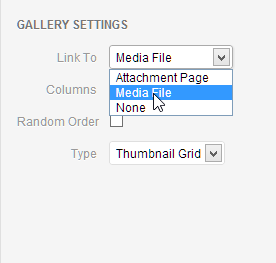 GALLERY SETTINGS
Link To Media File
Attachment Page
Columns Media File
None
Random Order
Type Thumbnail Grid